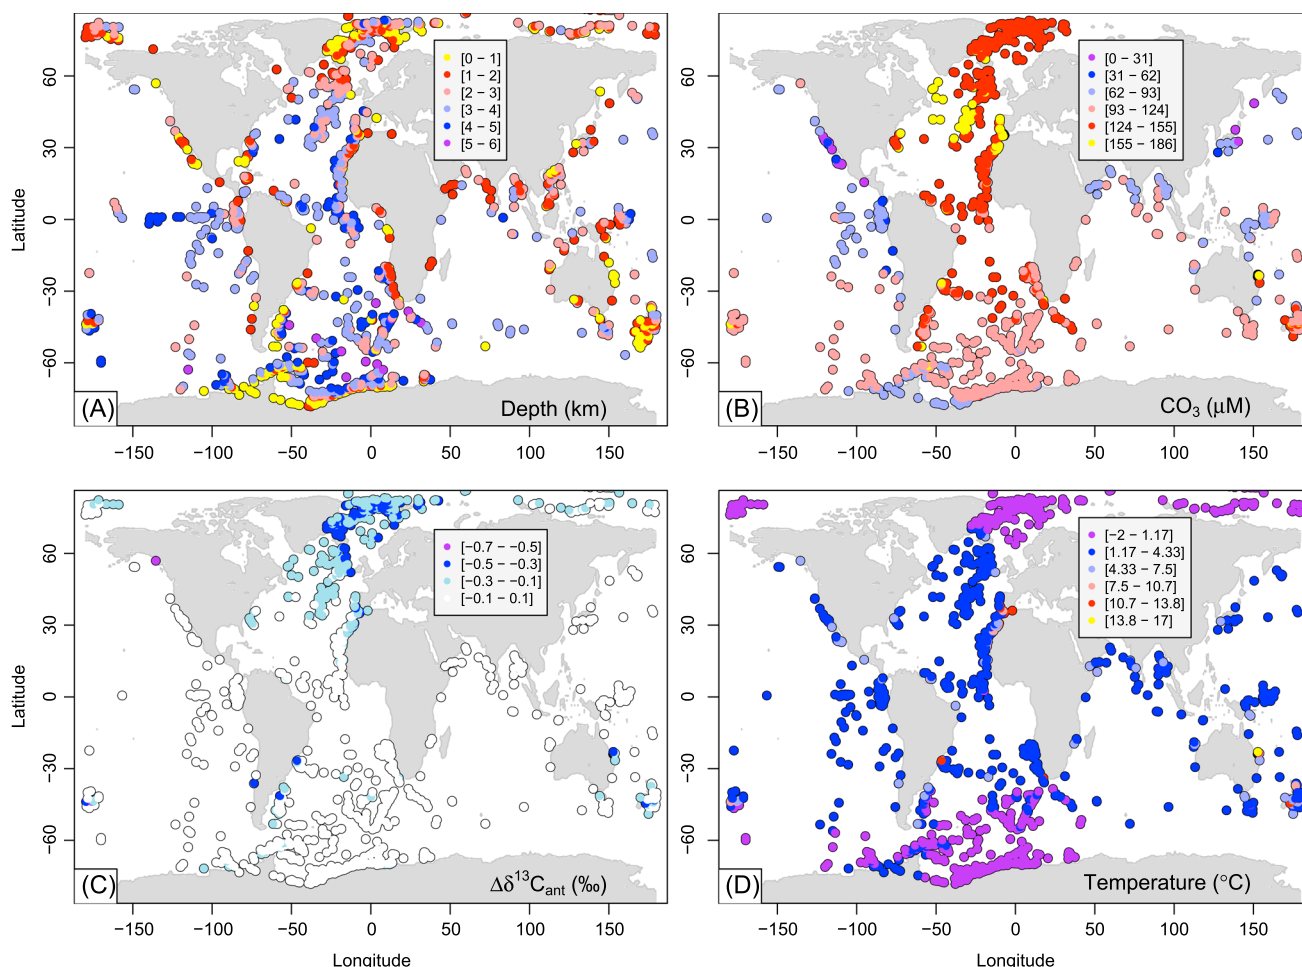 [0 − 1]
[1 − 2]
[2 − 3]
[3 − 4]
[4 − 5]
[5 − 6]
60
30
0
−30
−60
Latitude
(A)
Depth (km)
−150
−100
−50
0
50
100
150
[0 − 31]
[31 − 62]
[62 − 93]
[93 − 124]
[124 − 155]
[155 − 186]
60
30
0
−30
−60
(B)
CO₃ (μM)
−150
−100
−50
0
50
100
150
[−0.7 − −0.5]
[−0.5 − −0.3]
[−0.3 − −0.1]
[−0.1 − 0.1]
60
30
0
−30
−60
Latitude
(C)
Δδ¹³Cₐₙₜ (‰)
−150
−100
−50
0
50
100
150
Longitude
[−2 − 1.17]
[1.17 − 4.33]
[4.33 − 7.5]
[7.5 − 10.7]
[10.7 − 13.8]
[13.8 − 17]
60
30
0
−30
−60
(D)
Temperature (°C)
−150
−100
−50
0
50
100
150
Longitude